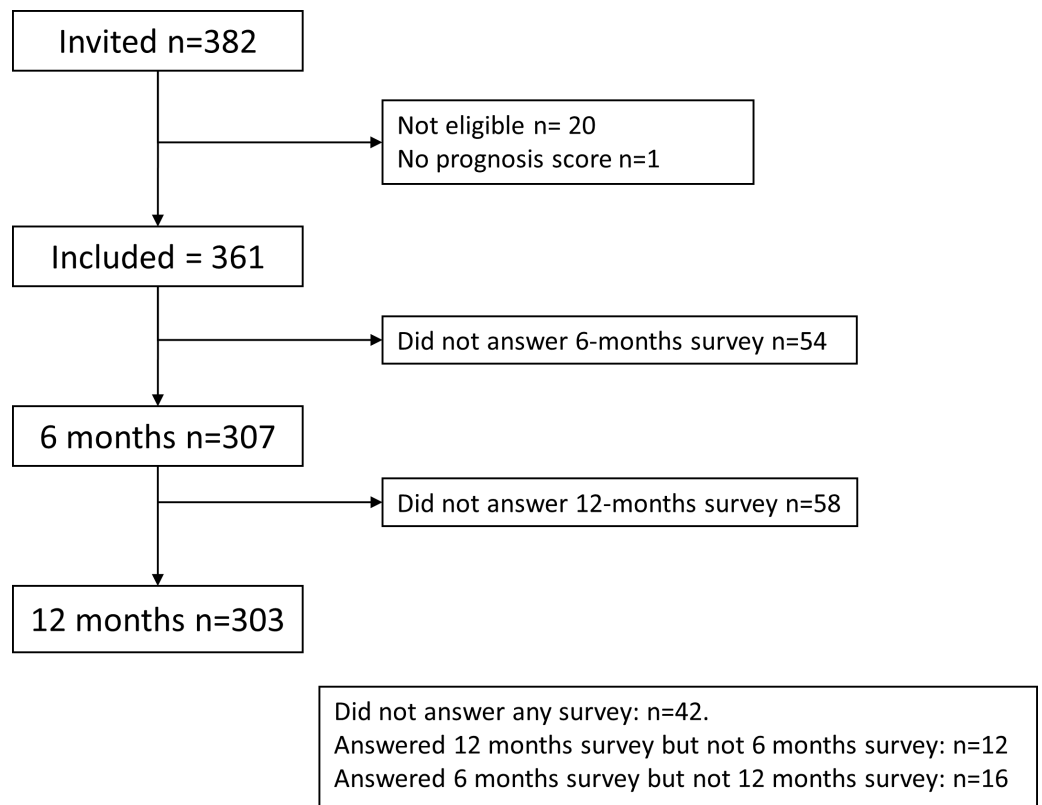 Invited n=382
Not eligible n= 20
No prognosis score n=1
Included = 361
Did not answer 6-months survey n=54
6 months n=307
Did not answer 12-months survey n=58
12 months n=303
Did not answer any survey: n=42.
Answered 12 months survey but not 6 months survey: n=12
Answered 6 months survey but not 12 months survey: n=16